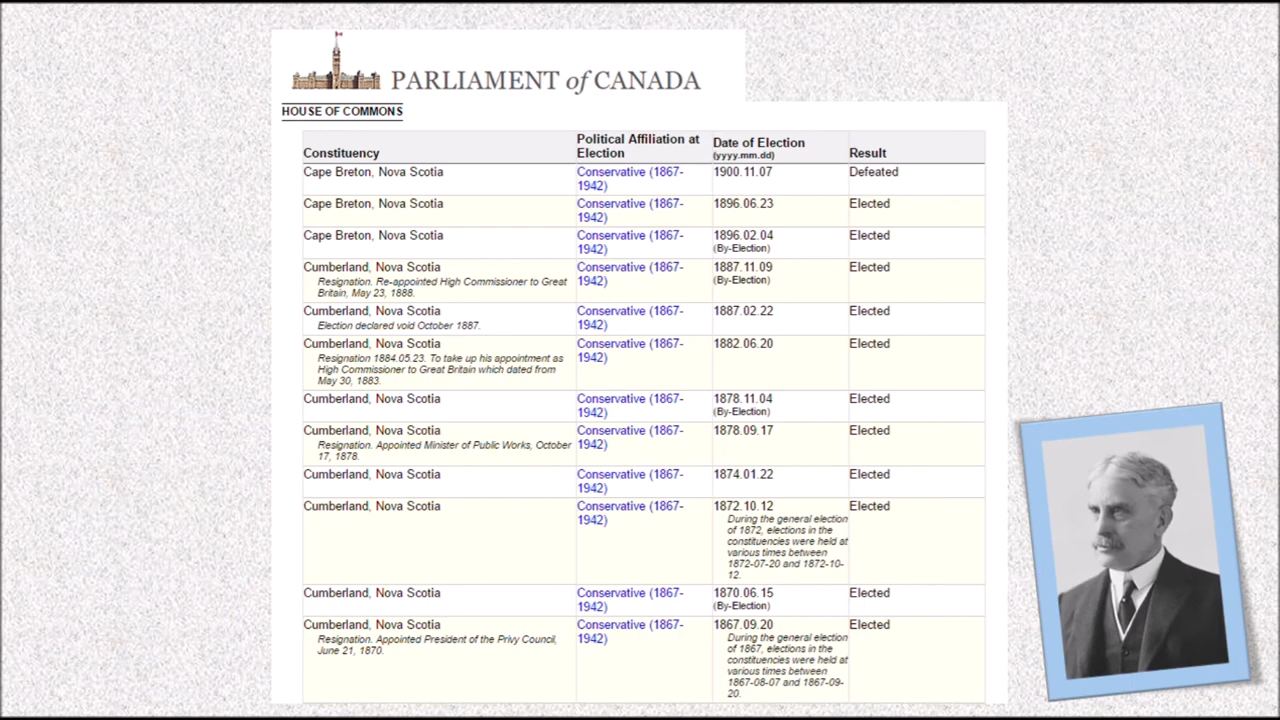 PARLIAMENT of CANADA
HOUSE OF COMMONS
Constituency Political Affiliation at Election Date of Election (yyyy.mm.dd) Result
Cape Breton, Nova Scotia Conservative (1867- 1900.11.07 Defeated
1942)
Cape Breton, Nova Scotia Conservative (1867- 1896.06.23 Elected
1942)
Cape Breton, Nova Scotia Conservative (1867- 1896.02.04 Elected
1942) (By-Election)
Cumberland, Nova Scotia Conservative (1867- 1887.11.09 Elected
Resignation. Re-appointed High Commissioner to Great 1942) (By-Election)
Britain, May 23, 1888.
Cumberland, Nova Scotia Conservative (1867- 1887.02.22 Elected
Election declared void October 1887. 1942)
Cumberland, Nova Scotia Conservative (1867- 1882.06.20 Elected
Resignation 1884.05.23. To take up his appointment as 1942)
High Commissioner to Great Britain which dated from
May 30, 1883.
Cumberland, Nova Scotia Conservative (1867- 1878.11.04 Elected
1942) (By-Election)
Cumberland, Nova Scotia Conservative (1867- 1878.09.17 Elected
Resignation. Appointed Minister of Public Works, October 1942)
17, 1878.
Cumberland, Nova Scotia Conservative (1867- 1874.01.22 Elected
1942)
Cumberland, Nova Scotia Conservative (1867- 1872.10.12 Elected
1942) During the general election
of 1872, elections in the
constituencies were held at
various times between
1872-07-20 and 1872-10-
12.
Cumberland, Nova Scotia Conservative (1867- 1870.06.15 Elected
1942) (By-Election)
Cumberland, Nova Scotia Conservative (1867- 1867.09.20 Elected
Resignation. Appointed President of the Privy Council, 1942) During the general election
June 21, 1870. of 1867, elections in the
constituencies were held at
various times between
1867-08-07 and 1867-09-
20.